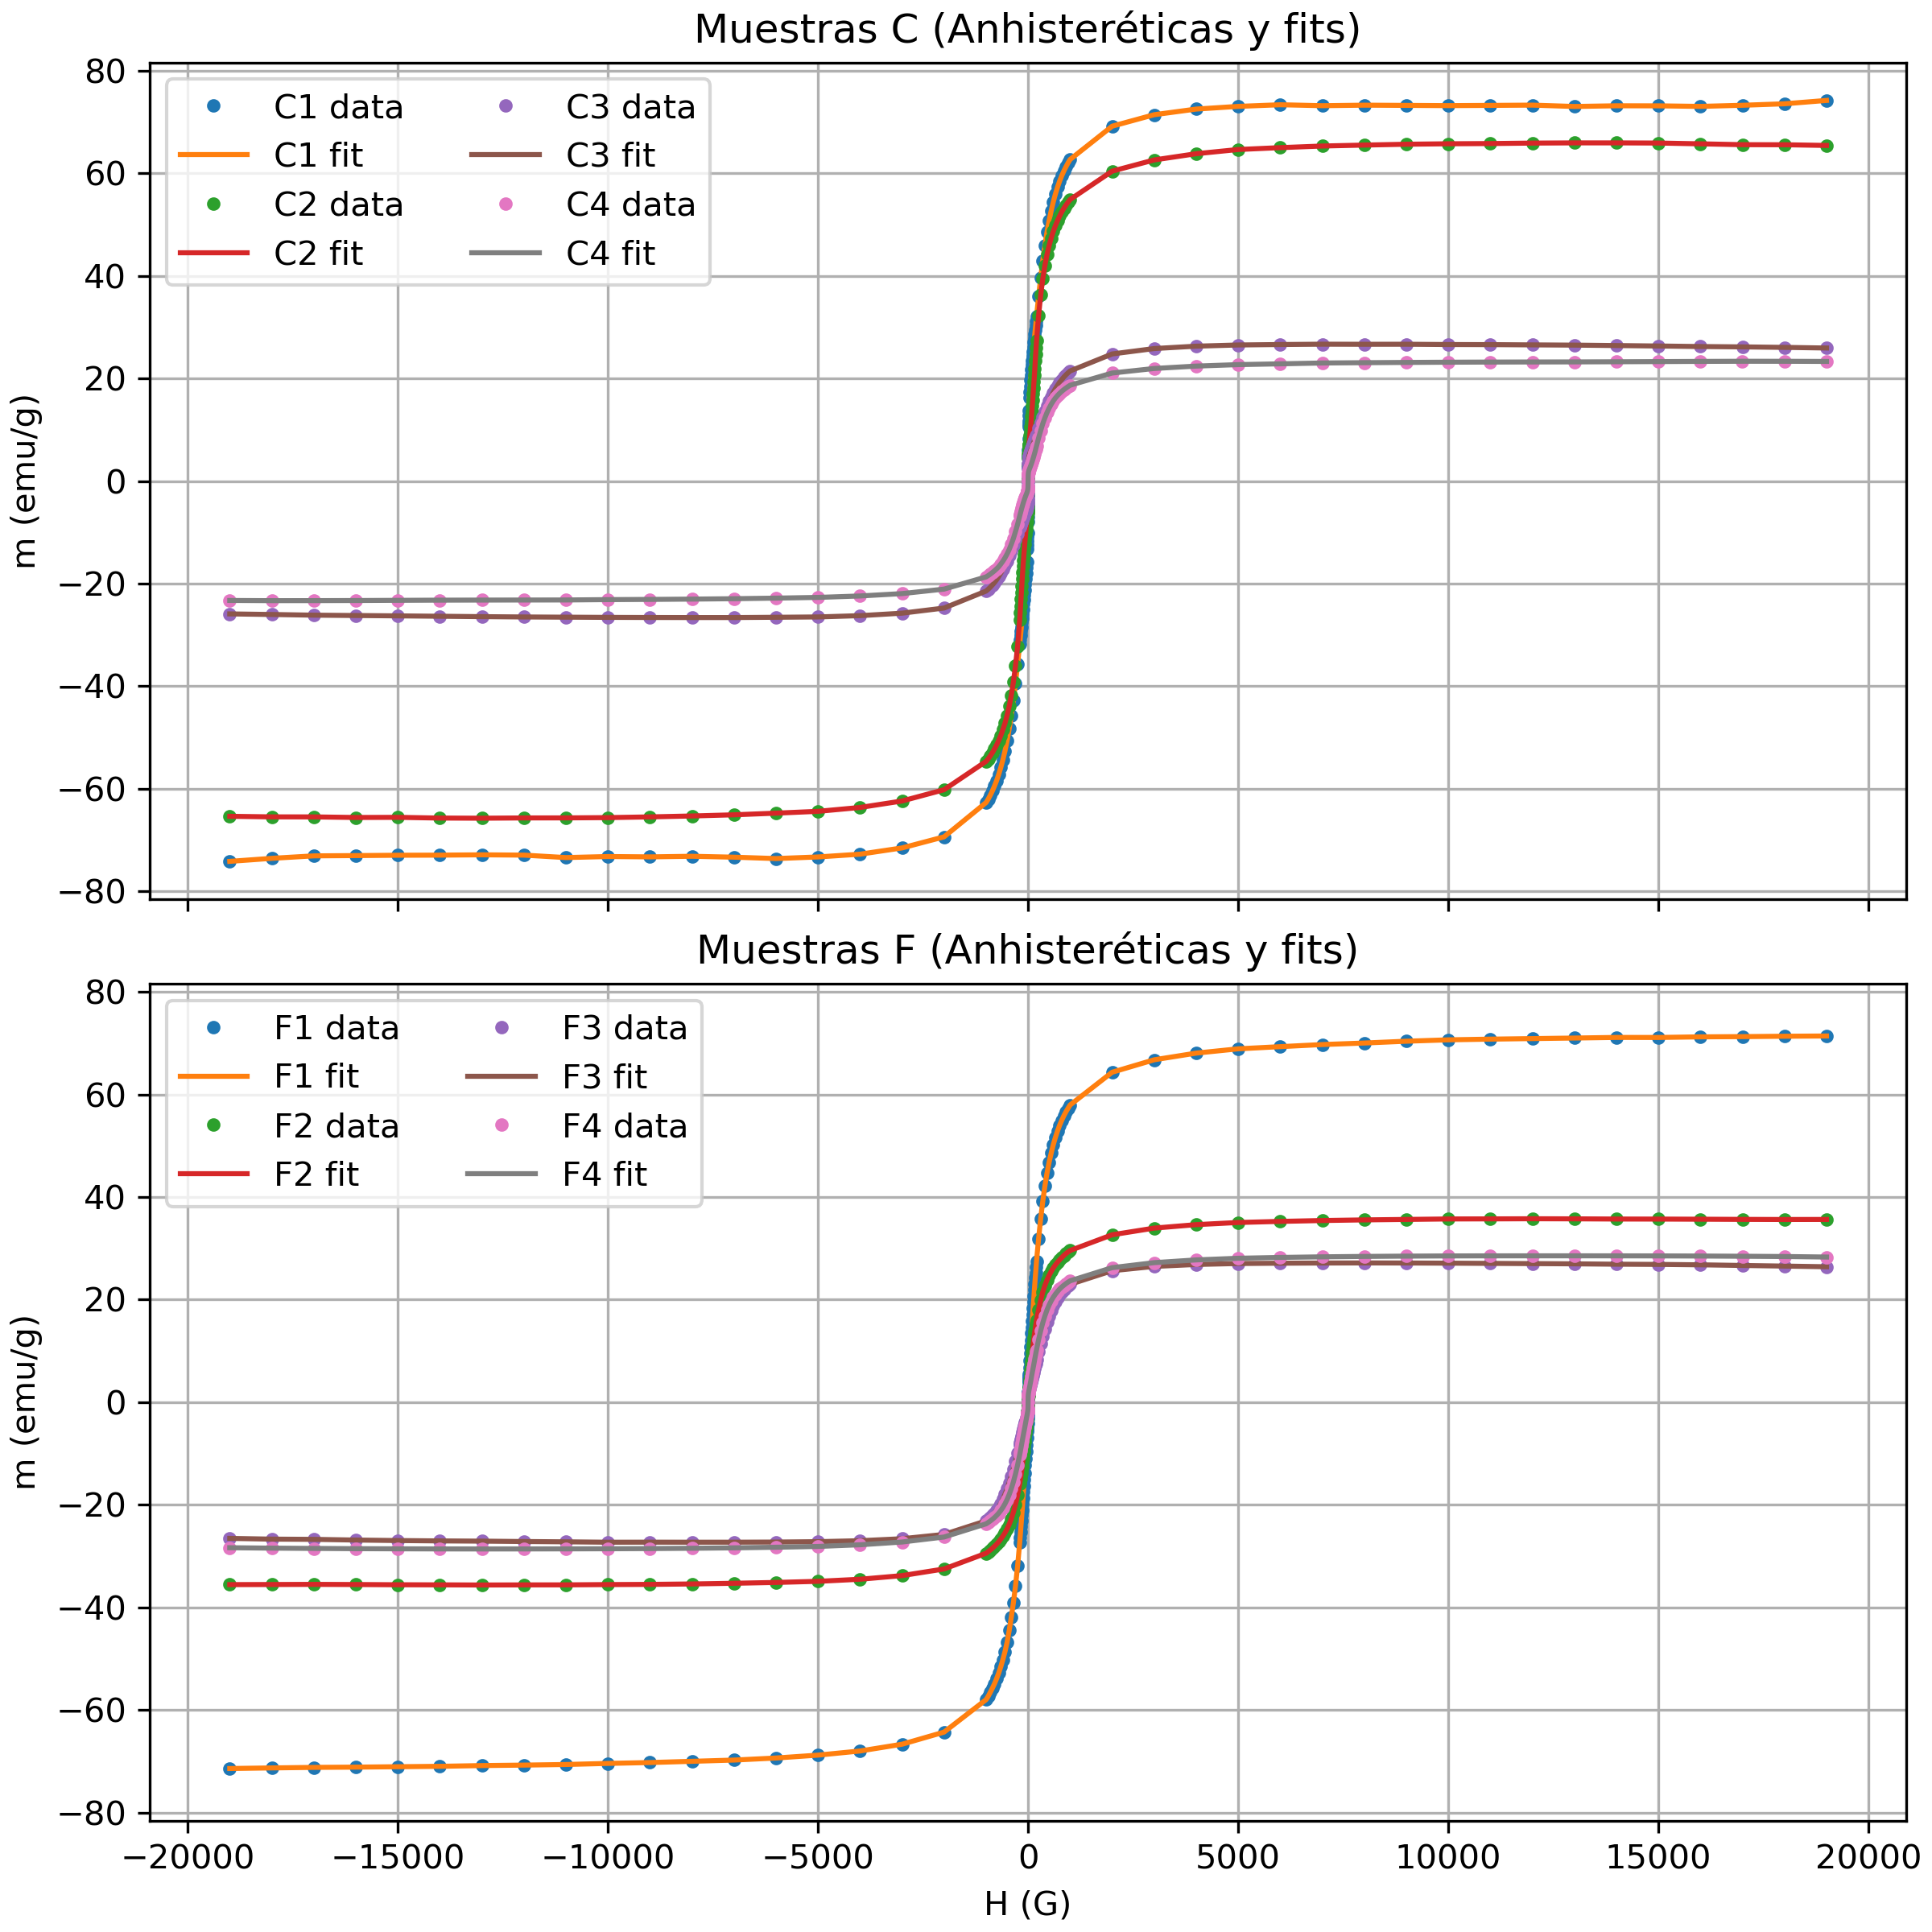 Muestras C (Anhisteréticas y fits)
80
60
40
20
0
−20
−40
−60
−80
m (emu/g)
C1 data
C1 fit
C2 data
C2 fit
C3 data
C3 fit
C4 data
C4 fit
Muestras F (Anhisteréticas y fits)
80
60
40
20
0
−20
−40
−60
−80
m (emu/g)
F1 data
F1 fit
F2 data
F2 fit
F3 data
F3 fit
F4 data
F4 fit
−20000 −15000 −10000 −5000 0 5000 10000 15000 20000
H (G)